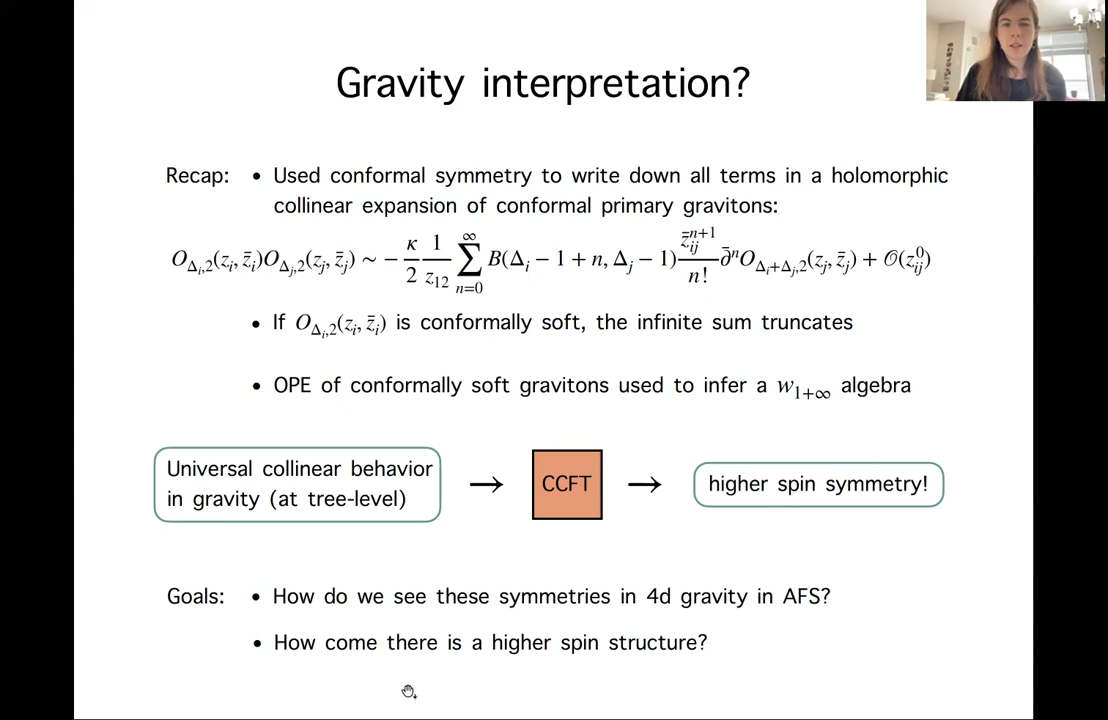 Gravity interpretation?
Recap: • Used conformal symmetry to write down all terms in a holomorphic
collinear expansion of conformal primary gravitons:
O_{Δ_i,2}(z_i, z̄_i)O_{Δ_j,2}(z_j, z̄_j) ∼ − κ/2 1/z_{12} ∑_{n=0}^{∞} B(Δ_i − 1 + n, Δ_j − 1) z̄_{ij}^{n+1}/n! ∂̄^n O_{Δ_i+Δ_j,2}(z_j, z̄_j) + 𝒪(z_{ij}^0)
• If O_{Δ_i,2}(z_i, z̄_i) is conformally soft, the infinite sum truncates
• OPE of conformally soft gravitons used to infer a w_{1+∞} algebra
Universal collinear behavior
in gravity (at tree-level)
→ CCFT → higher spin symmetry!
Goals: • How do we see these symmetries in 4d gravity in AFS?
• How come there is a higher spin structure?